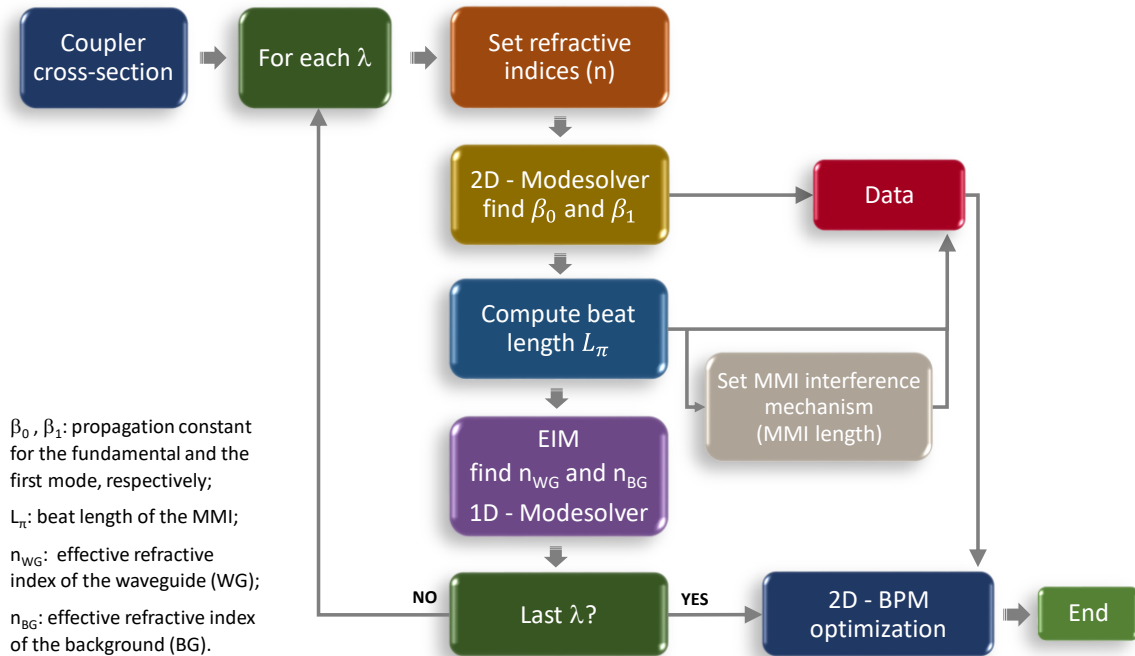 Coupler
cross-section
For each λ
Set refractive
indices (n)
2D - Modesolver
find β0 and β1
Data
Compute beat
length Lπ
Set MMI interference
mechanism
(MMI length)
EIM
find nWG and nBG
1D - Modesolver
Last λ?
NO
YES
2D - BPM
optimization
End
β0 , β1: propagation constant
for the fundamental and the
first mode, respectively;
Lπ: beat length of the MMI;
nWG: effective refractive
index of the waveguide (WG);
nBG: effective refractive index
of the background (BG).